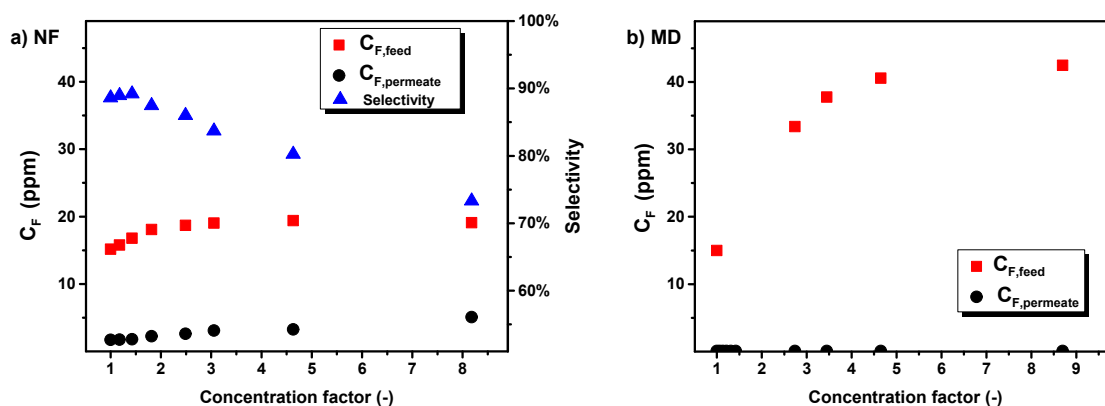 a) NF
C_F,feed
C_F,permeate
Selectivity
C_F (ppm)
40
30
20
10
100%
90%
80%
70%
60%
Selectivity
1 2 3 4 5 6 7 8
Concentration factor (-)
b) MD
C_F (ppm)
40
30
20
10
C_F,feed
C_F,permeate
1 2 3 4 5 6 7 8 9
Concentration factor (-)